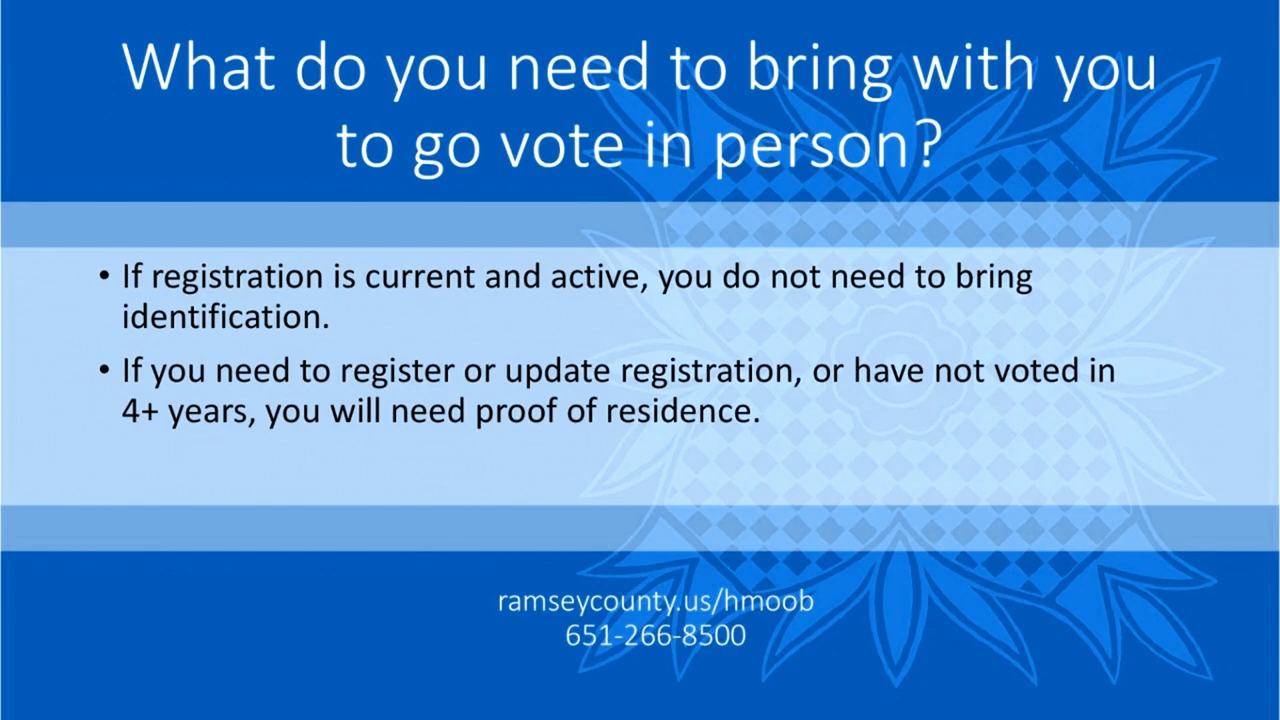 What do you need to bring with you
to go vote in person?
• If registration is current and active, you do not need to bring
identification.
• If you need to register or update registration, or have not voted in
4+ years, you will need proof of residence.
ramseycounty.us/hmoob
651-266-8500